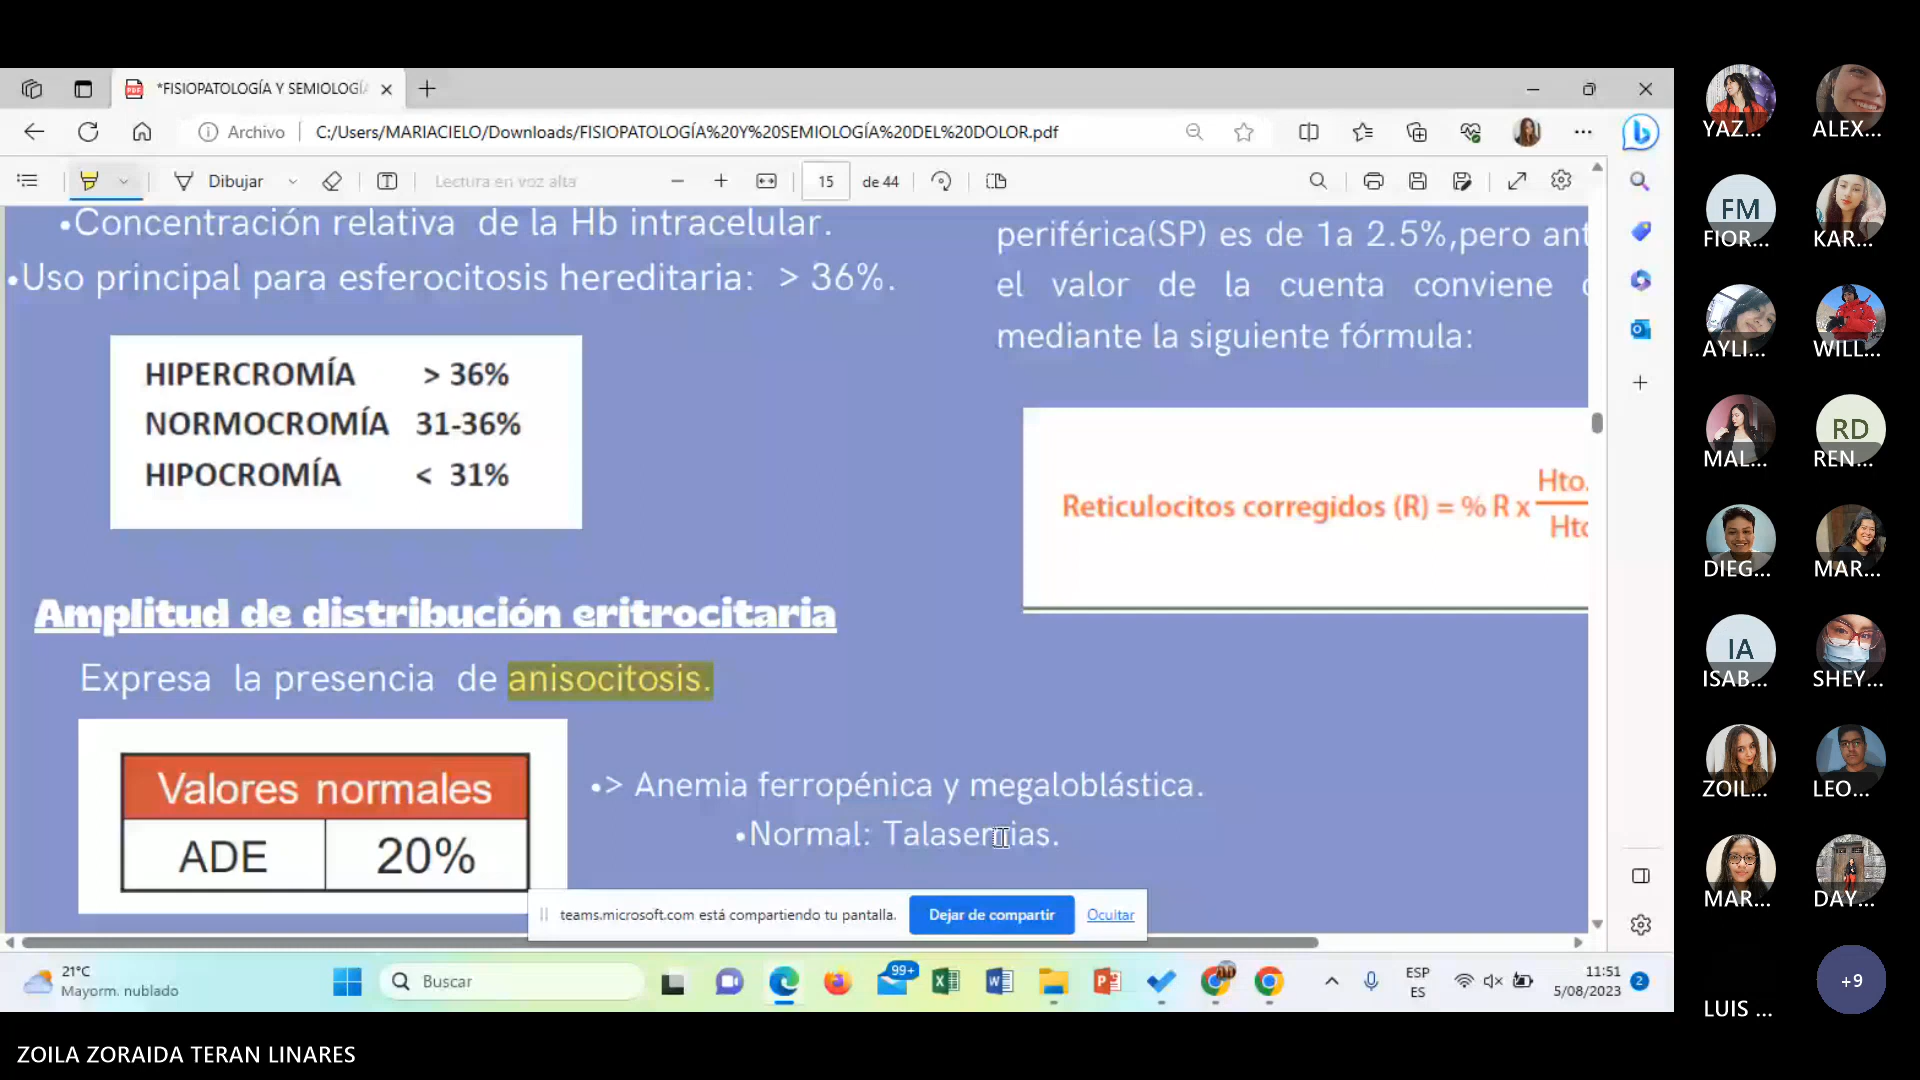 *FISIOPATOLOGÍA Y SEMIOLOGÍA
Archivo
C:/Users/MARIACIELO/Downloads/FISIOPATOLOGÍA%20Y%20SEMIOLOGÍA%20DEL%20DOLOR.pdf
Dibujar
Lectura en voz alta
15
de 44
•Concentración relativa de la Hb intracelular.
•Uso principal para esferocitosis hereditaria: > 36%.
HIPERCROMÍA > 36%
NORMOCROMÍA 31-36%
HIPOCROMÍA < 31%
Amplitud de distribución eritrocitaria
Expresa la presencia de anisocitosis.
Valores normales
ADE 20%
•> Anemia ferropénica y megaloblástica.
•Normal: Talasemias.
periférica(SP) es de 1a 2.5%,pero ant
el valor de la cuenta conviene
mediante la siguiente fórmula:
Reticulocitos corregidos (R) = % R x
Hto.
Hto
teams.microsoft.com está compartiendo tu pantalla.
Dejar de compartir
Ocultar
21°C
Mayorm. nublado
Buscar
99+
ESP
ES
11:51
5/08/2023
2
YAZ...
ALEX...
FM
FIOR...
KAR...
AYLI...
WILL...
MAL...
RD
REN...
DIEG...
MAR...
IA
ISAB...
SHEY...
ZOIL...
LEO...
MAR...
DAY...
LUIS ...
+9
ZOILA ZORAIDA TERAN LINARES